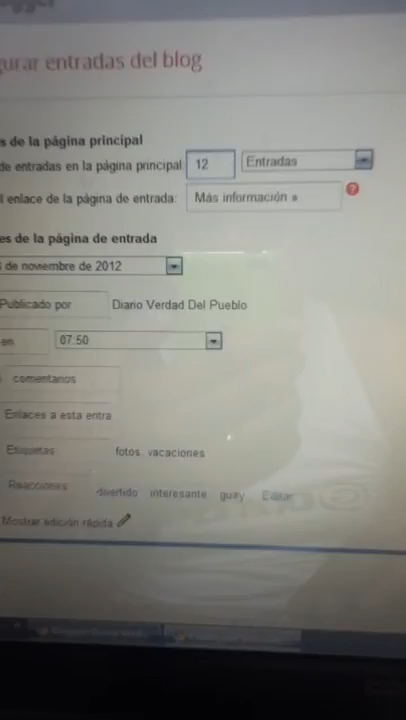 gurar entradas del blog
s de la página principal
de entradas en la página principal: 12 Entradas
l enlace de la página de entrada: Más información »
es de la página de entrada
de noviembre de 2012
Publicado por Diario Verdad Del Pueblo
en 07:50
comentarios
Enlaces a esta entra
Etiquetas fotos, vacaciones
Reacciones: divertido interesante guay Editar
Mostrar edición rápida